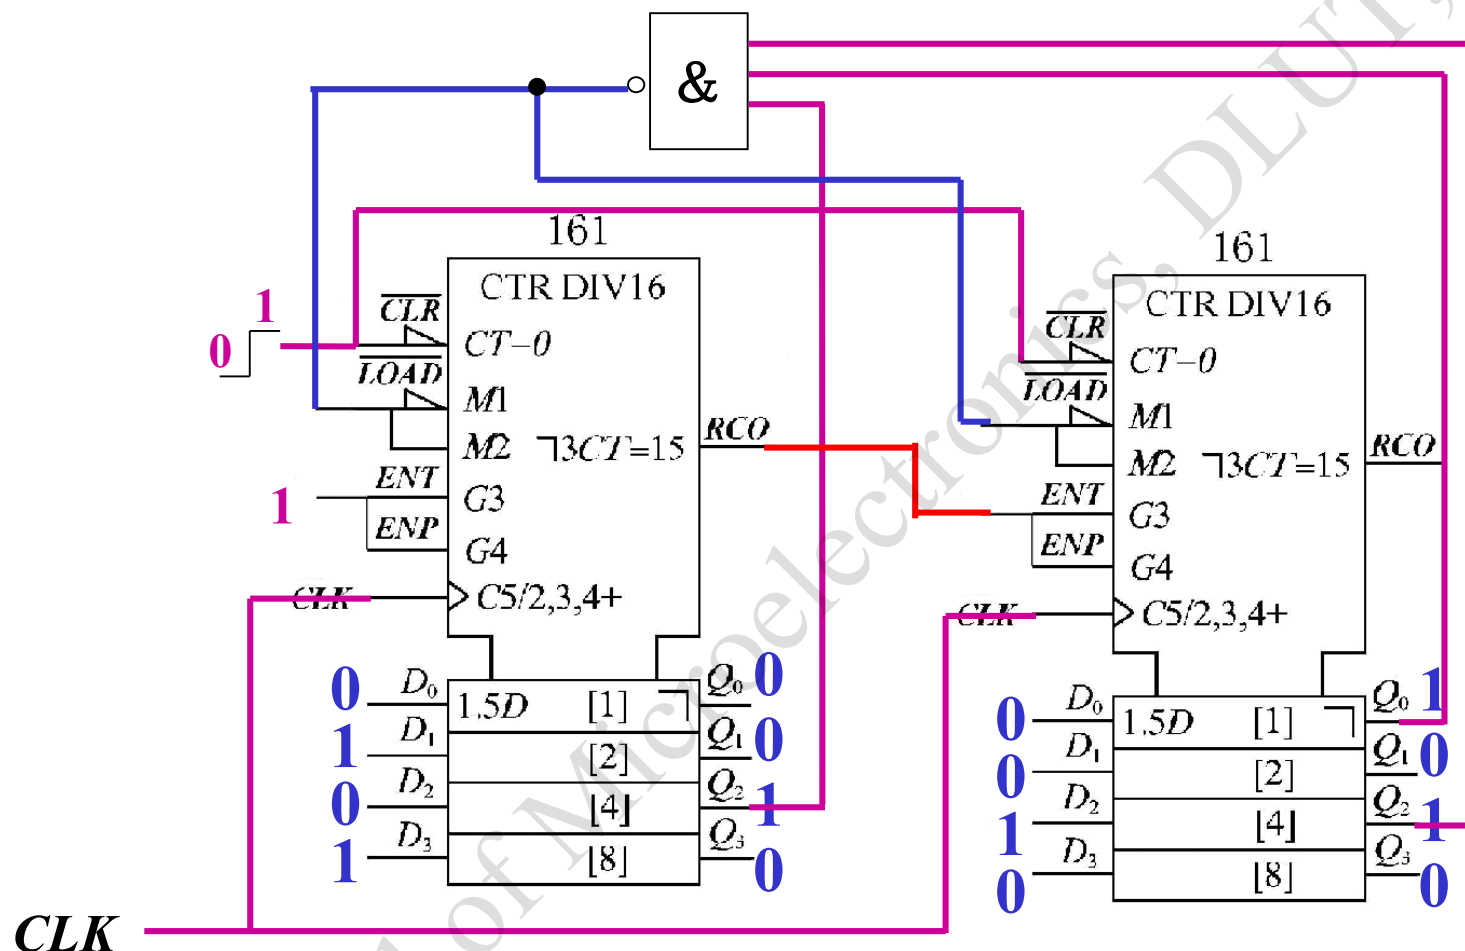 &
161
161
CTR DIV16
CTR DIV16
1
0
CLR
CT-0
CLR
CT-0
LOAD
M1
LOAD
M1
M2
⌝3CT=15
RCO
M2
⌝3CT=15
RCO
1
ENT
G3
ENT
G3
ENP
G4
ENP
G4
CLK
C5/2,3,4+
CLK
C5/2,3,4+
0
D₀
1.5D
[1]
Q₀
0
0
D₀
1.5D
[1]
Q₀
1
1
D₁
[2]
Q₁
0
0
D₁
[2]
Q₁
0
0
D₂
[4]
Q₂
1
1
D₂
[4]
Q₂
1
1
D₃
[8]
Q₃
0
0
D₃
[8]
Q₃
0
CLK
of Microelectronics, DLUT,